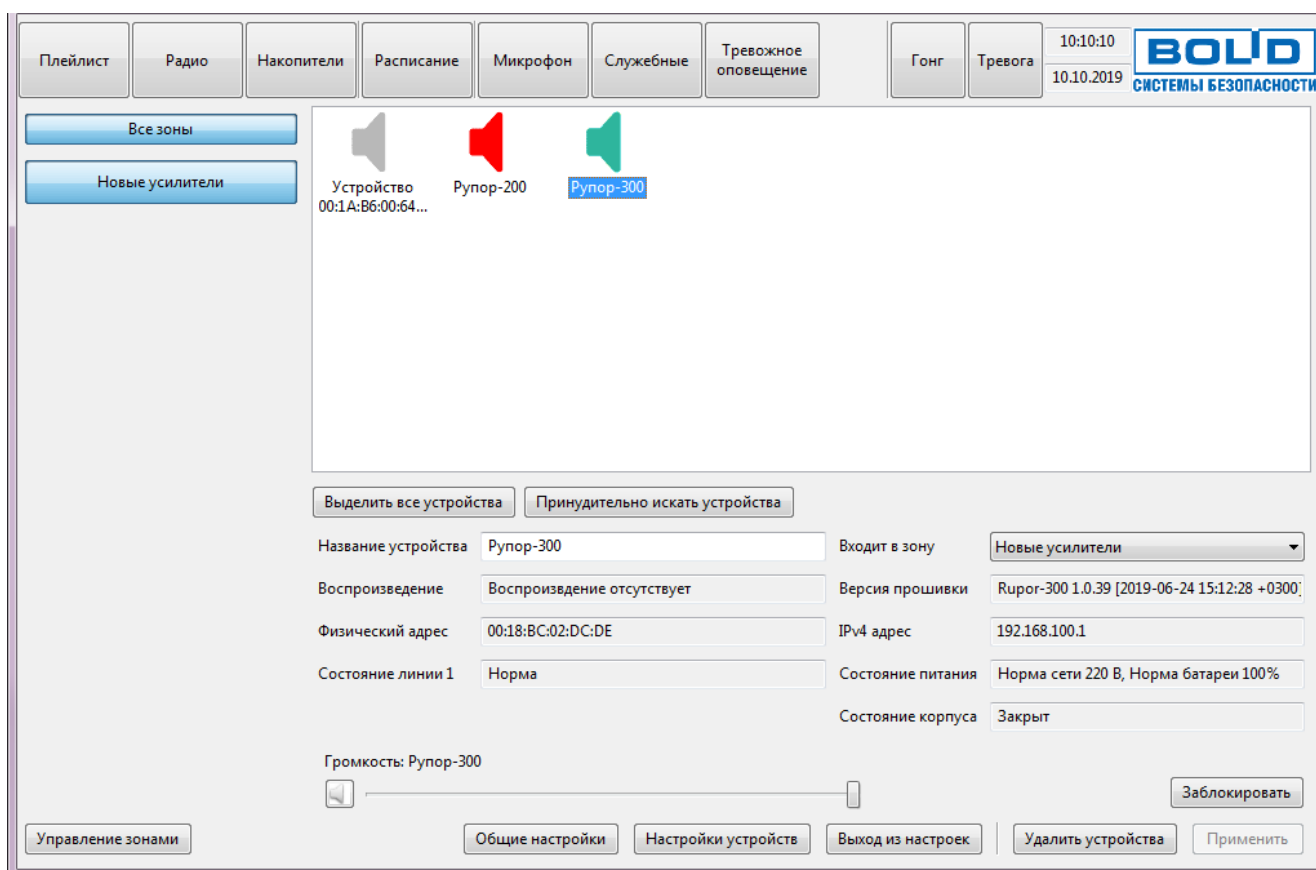 Плейлист
Радио
Накопители
Расписание
Микрофон
Служебные
Тревожное
оповещение
Гонг
Тревога
10:10:10
10.10.2019
BOLID
СИСТЕМЫ БЕЗОПАСНОСТИ
Все зоны
Новые усилители
Устройство
00:1A:B6:00:64...
Рупор-200
Рупор-300
Выделить все устройства
Принудительно искать устройства
Название устройства
Рупор-300
Входит в зону
Новые усилители
Воспроизведение
Воспроизвдение отсутствует
Версия прошивки
Rupor-300 1.0.39 [2019-06-24 15:12:28 +0300]
Физический адрес
00:18:BC:02:DC:DE
IPv4 адрес
192.168.100.1
Состояние линии 1
Норма
Состояние питания
Норма сети 220 В, Норма батареи 100%
Состояние корпуса
Закрыт
Громкость: Рупор-300
Заблокировать
Управление зонами
Общие настройки
Настройки устройств
Выход из настроек
Удалить устройства
Применить